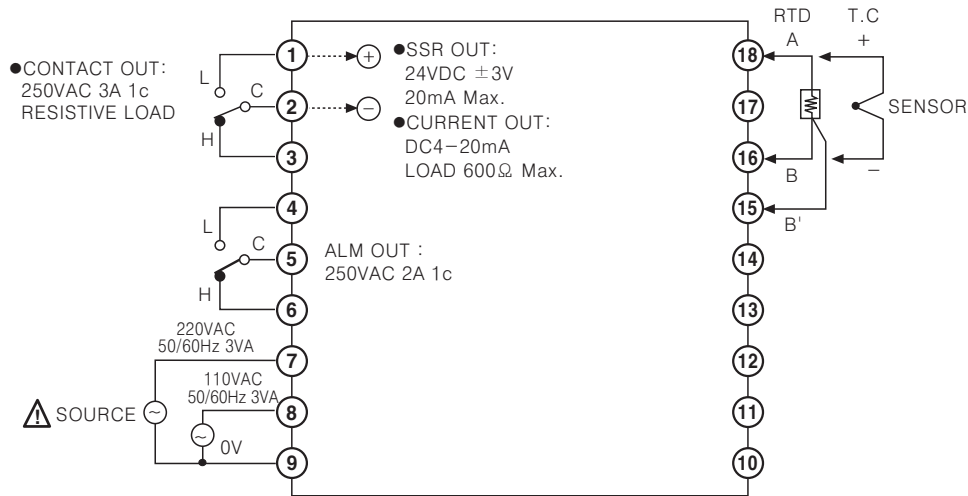 ●CONTACT OUT:
250VAC 3A 1c
RESISTIVE LOAD
L
C
H
1
2
3
+
−
●SSR OUT:
24VDC ±3V
20mA Max.
●CURRENT OUT:
DC4-20mA
LOAD 600Ω Max.
L
C
H
4
5
6
ALM OUT :
250VAC 2A 1c
220VAC
50/60Hz 3VA
7
110VAC
50/60Hz 3VA
8
SOURCE
~
~
0V
9
RTD
T.C
A
+
18
17
SENSOR
16
B
−
15
B'
14
13
12
11
10